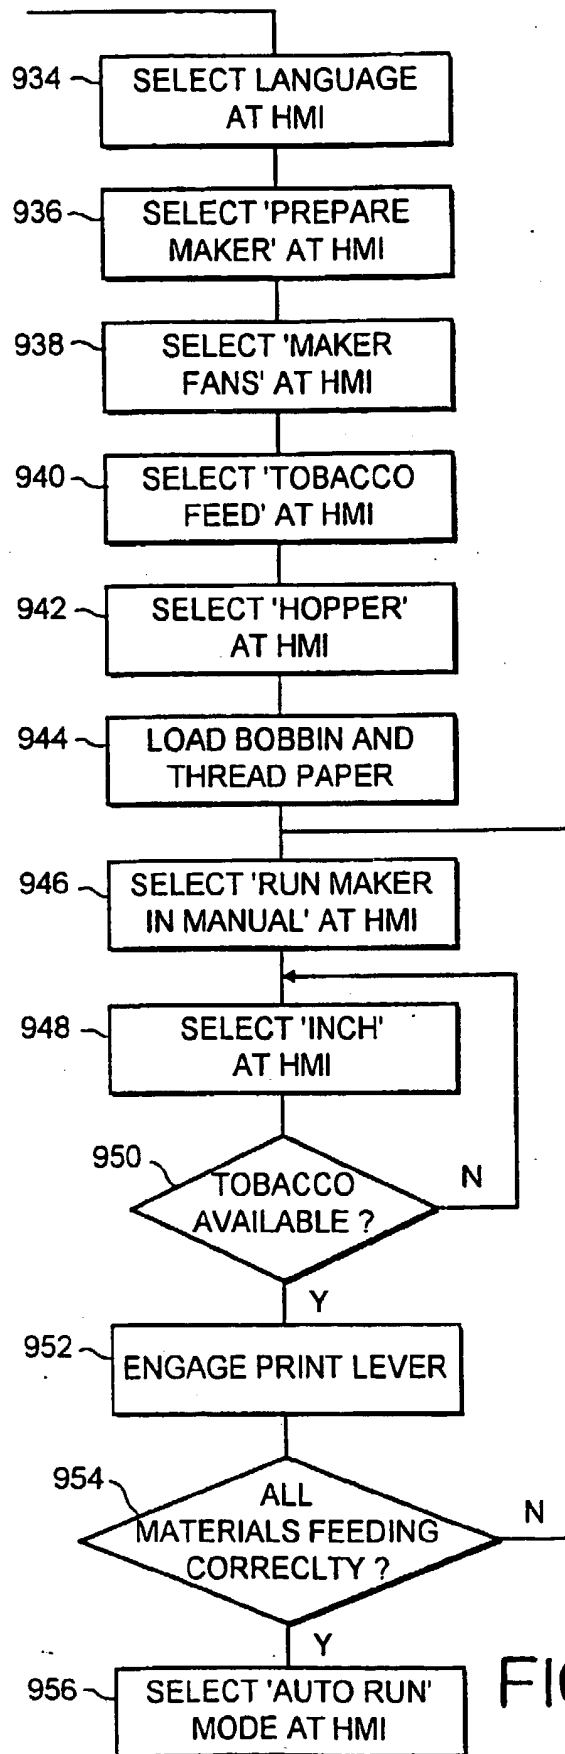 934
SELECT LANGUAGE
AT HMI
936
SELECT 'PREPARE
MAKER' AT HMI
938
SELECT 'MAKER
FANS' AT HMI
940
SELECT 'TOBACCO
FEED' AT HMI
942
SELECT 'HOPPER'
AT HMI
944
LOAD BOBBIN AND
THREAD PAPER
946
SELECT 'RUN MAKER
IN MANUAL' AT HMI
948
SELECT 'INCH'
AT HMI
950
TOBACCO
AVAILABLE ?
N
Y
952
ENGAGE PRINT LEVER
954
ALL
MATERIALS FEEDING
CORRECLTY ?
N
Y
956
SELECT 'AUTO RUN'
MODE AT HMI